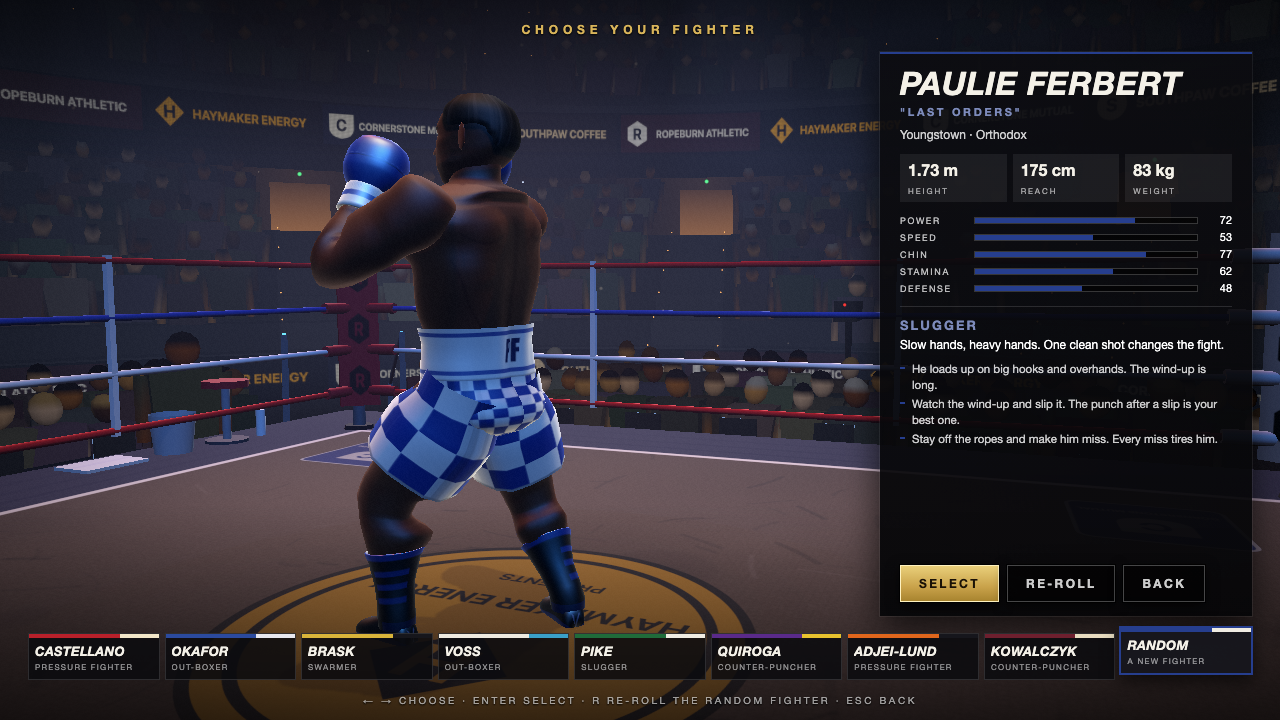 CHOOSE YOUR FIGHTER
OPEBURN ATHLETIC
H HAYMAKER ENERGY
C CORNERSTONE M
OUTHPAW COFFEE
R ROPEBURN ATHLETIC
H HAYMAKER ENER
PAULIE FERBERT
"LAST ORDERS"
Youngstown · Orthodox
1.73 m
HEIGHT
175 cm
REACH
83 kg
WEIGHT
POWER 72
SPEED 53
CHIN 77
STAMINA 62
DEFENSE 48
SLUGGER
Slow hands, heavy hands. One clean shot changes the fight.
He loads up on big hooks and overhands. The wind-up is
long.
Watch the wind-up and slip it. The punch after a slip is your
best one.
Stay off the ropes and make him miss. Every miss tires him.
SELECT
RE-ROLL
BACK
R
R
ENERGY
HAYMAKER ENERGY
PRESENTS
CASTELLANO
PRESSURE FIGHTER
OKAFOR
OUT-BOXER
BRASK
SWARMER
VOSS
OUT-BOXER
PIKE
SLUGGER
QUIROGA
COUNTER-PUNCHER
ADJEI-LUND
PRESSURE FIGHTER
KOWALCZYK
COUNTER-PUNCHER
RANDOM
A NEW FIGHTER
← → CHOOSE · ENTER SELECT · R RE-ROLL THE RANDOM FIGHTER · ESC BACK